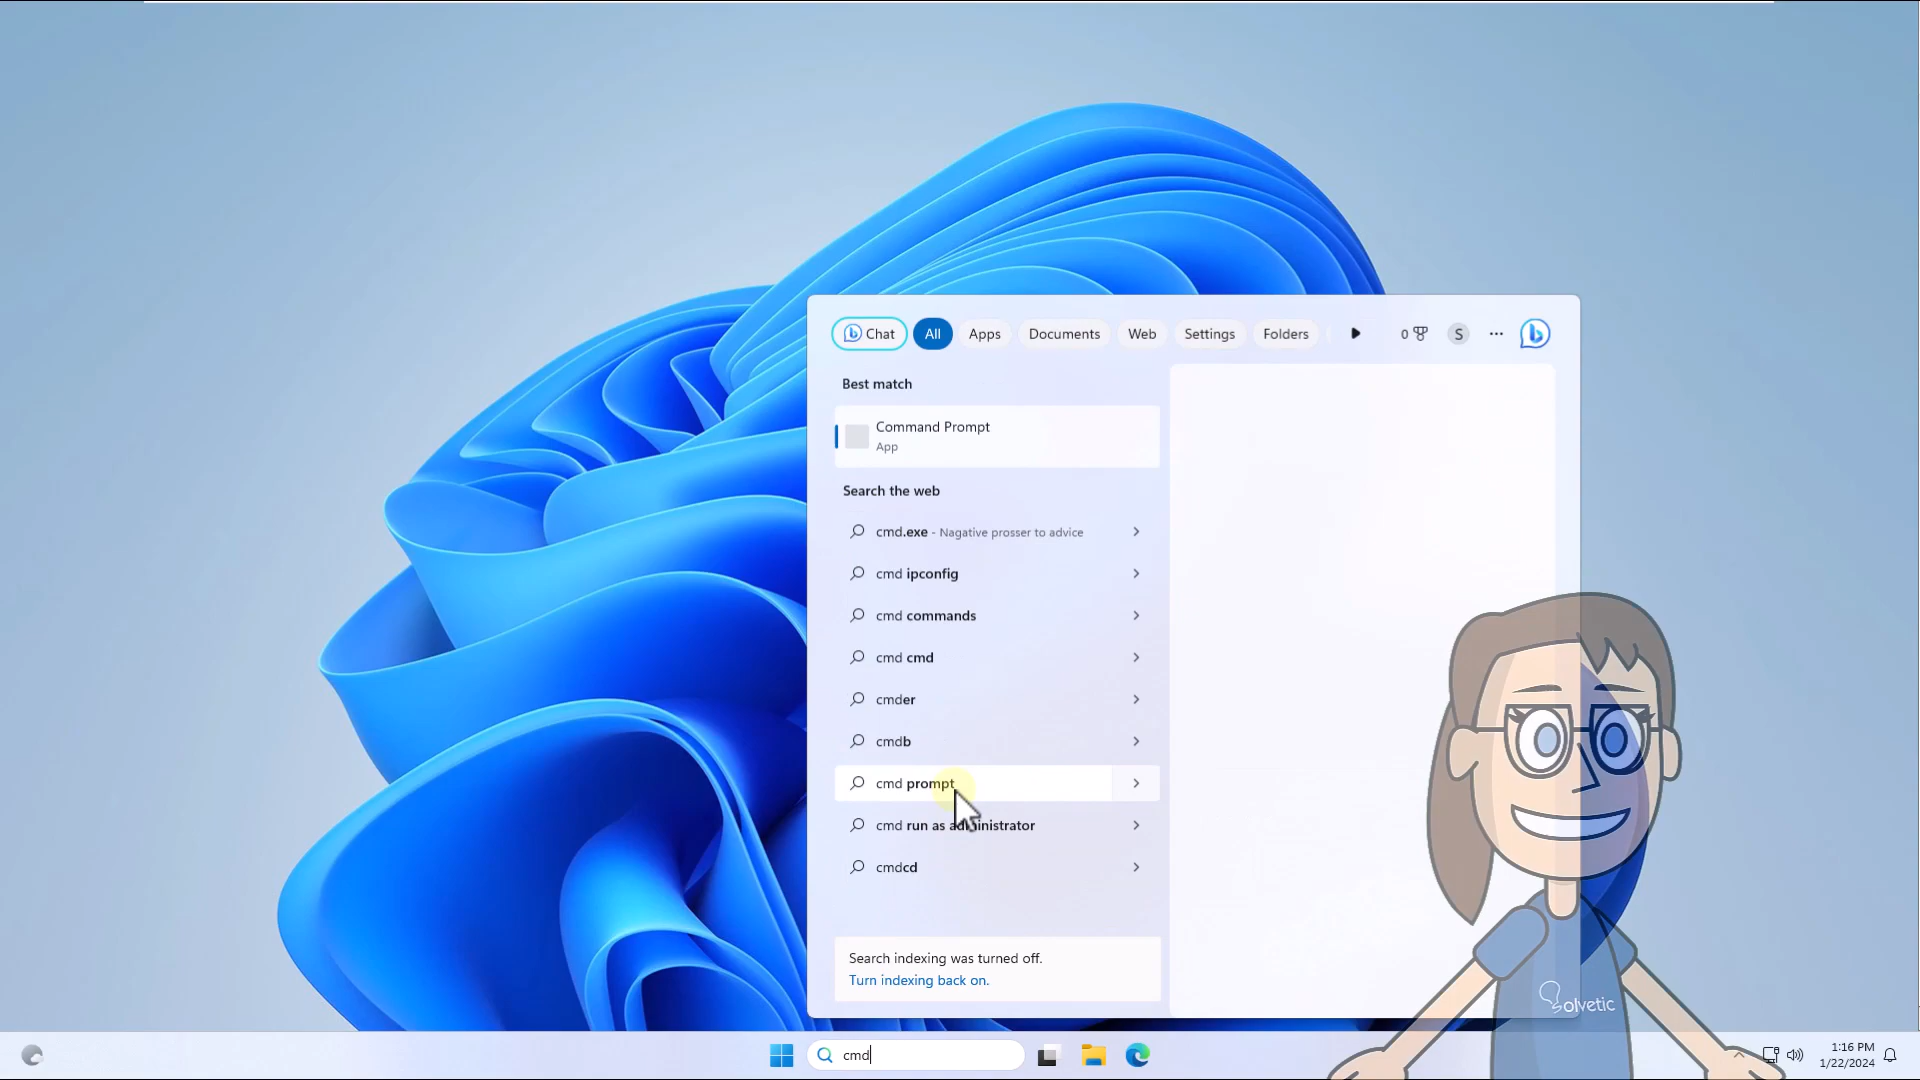 Chat All Apps Documents Web Settings Folders 0 S
Best match
Command Prompt
App
Search the web
cmd.exe - Nagative prosser to advice
cmd ipconfig
cmd commands
cmd cmd
cmder
cmdb
cmd prompt
cmd run as administrator
cmdcd
Search indexing was turned off.
Turn indexing back on.
Solvetic
cmd
1:16 PM
1/22/2024